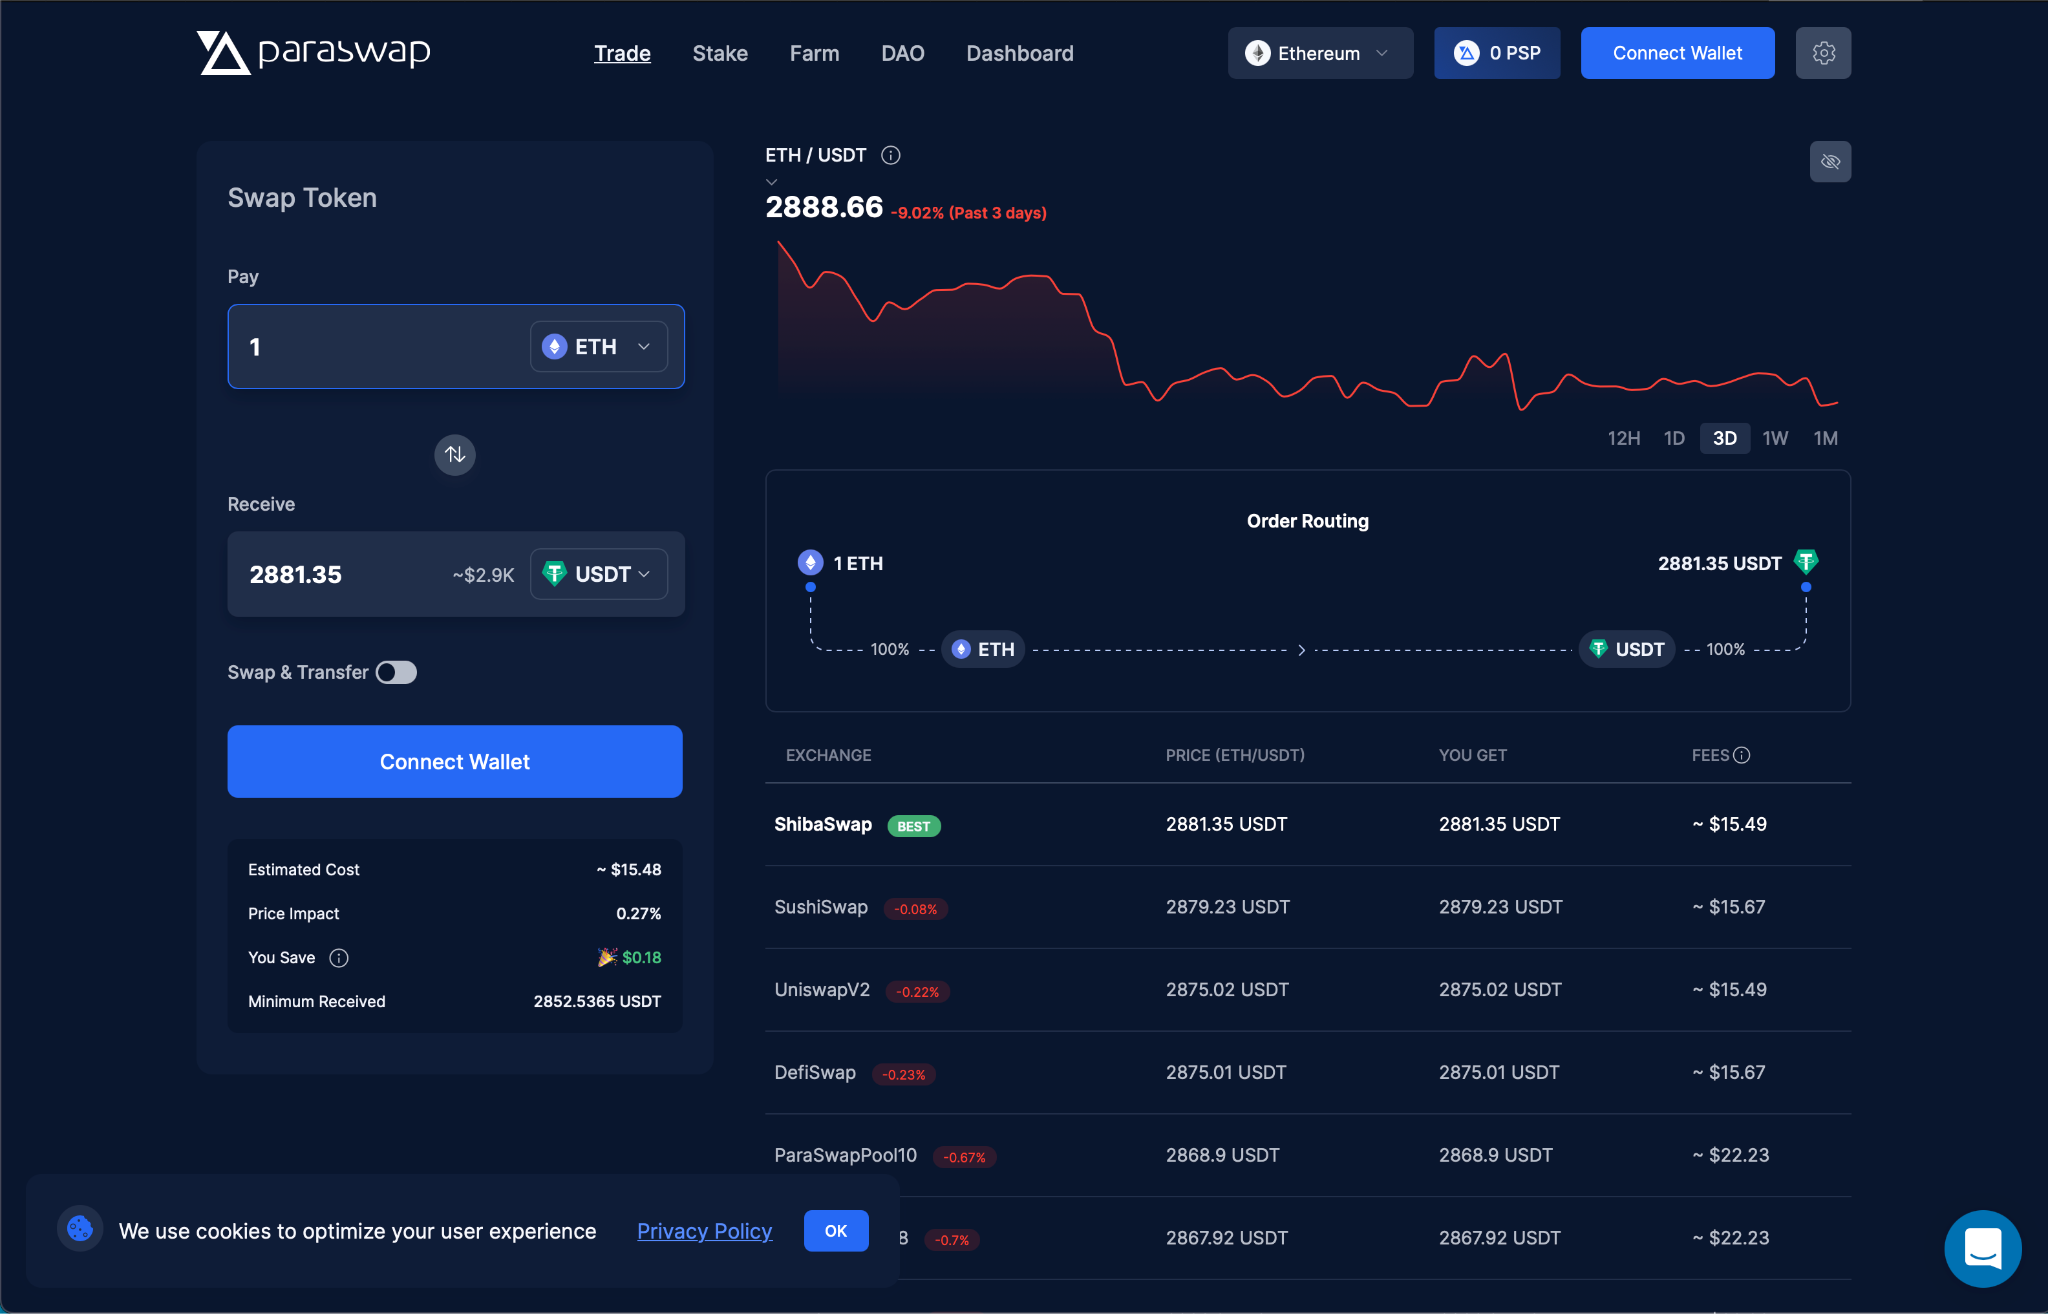 paraswap
Trade Stake Farm DAO Dashboard
Ethereum
0 PSP
Connect Wallet
Swap Token
Pay
1 ETH
Receive
2881.35 ~$2.9K USDT
Swap & Transfer
Connect Wallet
Estimated Cost ~ $15.48
Price Impact 0.27%
You Save $0.18
Minimum Received 2852.5365 USDT
ETH / USDT
2888.66 -9.02% (Past 3 days)
12H 1D 3D 1W 1M
Order Routing
1 ETH 2881.35 USDT
100% ETH USDT 100%
EXCHANGE PRICE (ETH/USDT) YOU GET FEES
ShibaSwap BEST 2881.35 USDT 2881.35 USDT ~ $15.49
SushiSwap -0.08% 2879.23 USDT 2879.23 USDT ~ $15.67
UniswapV2 -0.22% 2875.02 USDT 2875.02 USDT ~ $15.49
DefiSwap -0.23% 2875.01 USDT 2875.01 USDT ~ $15.67
ParaSwapPool10 -0.67% 2868.9 USDT 2868.9 USDT ~ $22.23
8 -0.7% 2867.92 USDT 2867.92 USDT ~ $22.23
We use cookies to optimize your user experience Privacy Policy OK